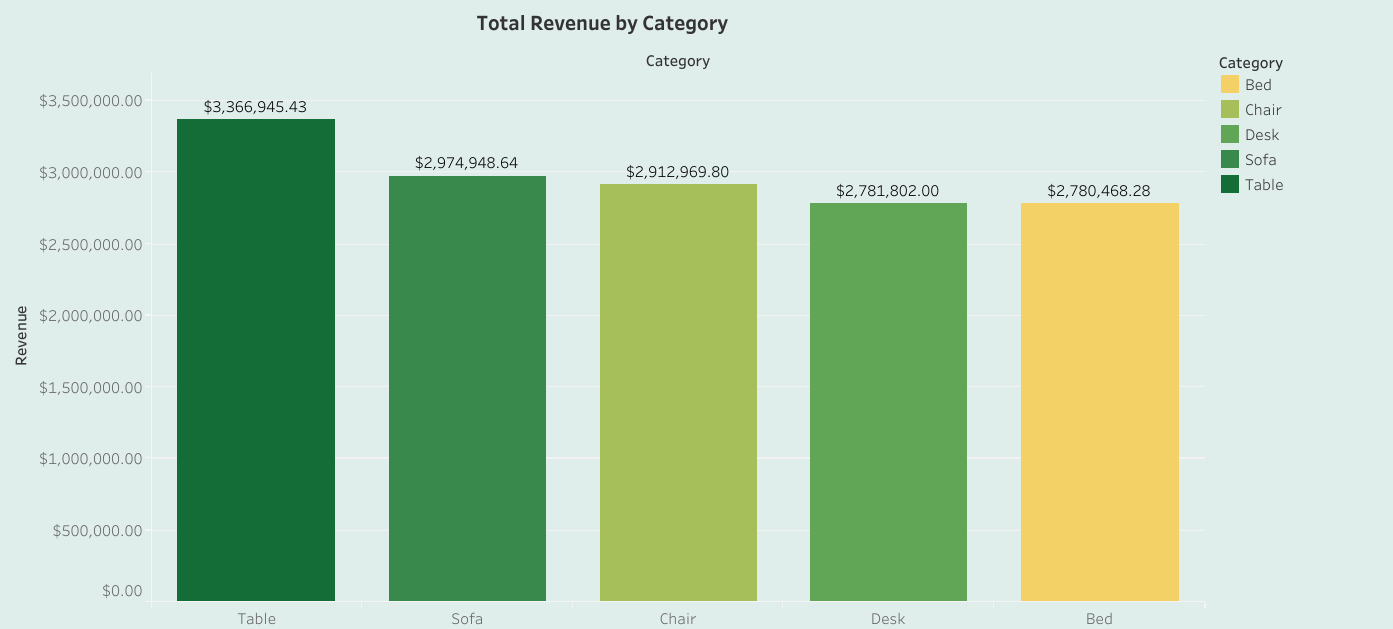 Total Revenue by Category
Category
Category
Bed
Chair
Desk
Sofa
Table
Revenue
$3,500,000.00
$3,000,000.00
$2,500,000.00
$2,000,000.00
$1,500,000.00
$1,000,000.00
$500,000.00
$0.00
$3,366,945.43
$2,974,948.64
$2,912,969.80
$2,781,802.00
$2,780,468.28
Table
Sofa
Chair
Desk
Bed